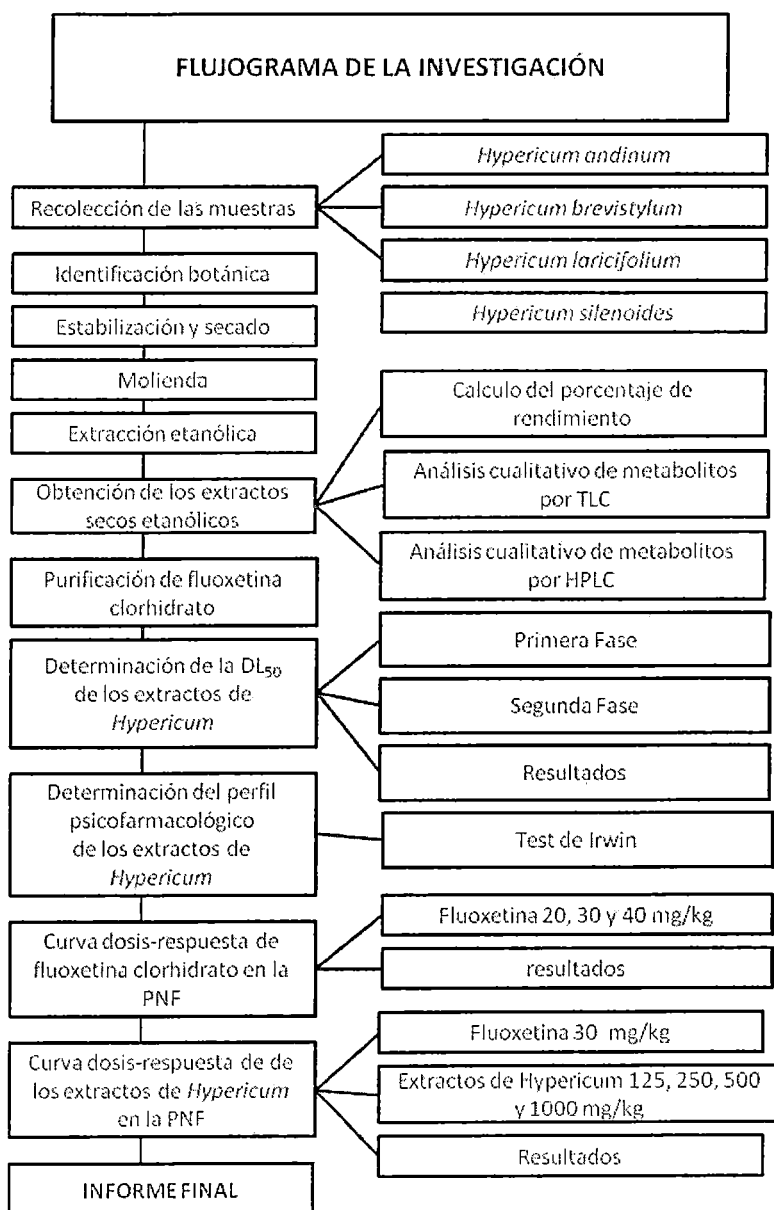 FLUJOGRAMA DE LA INVESTIGACIÓN
Recolección de las muestras
Hypericum andinum
Hypericum brevistylum
Hypericum laricifolium
Hypericum silenoides
Identificación botánica
Estabilización y secado
Molienda
Extracción etanólica
Obtención de los extractos
secos etanólicos
Calculo del porcentaje de
rendimiento
Análisis cualitativo de metabolitos
por TLC
Análisis cualitativo de metabolitos
por HPLC
Purificación de fluoxetina
clorhidrato
Determinación de la DL₅₀
de los extractos de
Hypericum
Primera Fase
Segunda Fase
Resultados
Determinación del perfil
psicofarmacológico
de los extractos de
Hypericum
Test de Irwin
Curva dosis-respuesta de
fluoxetina clorhidrato en la
PNF
Fluoxetina 20, 30 y 40 mg/kg
resultados
Curva dosis-respuesta de de
los extractos de Hypericum
en la PNF
Fluoxetina 30 mg/kg
Extractos de Hypericum 125, 250, 500
y 1000 mg/kg
Resultados
INFORME FINAL